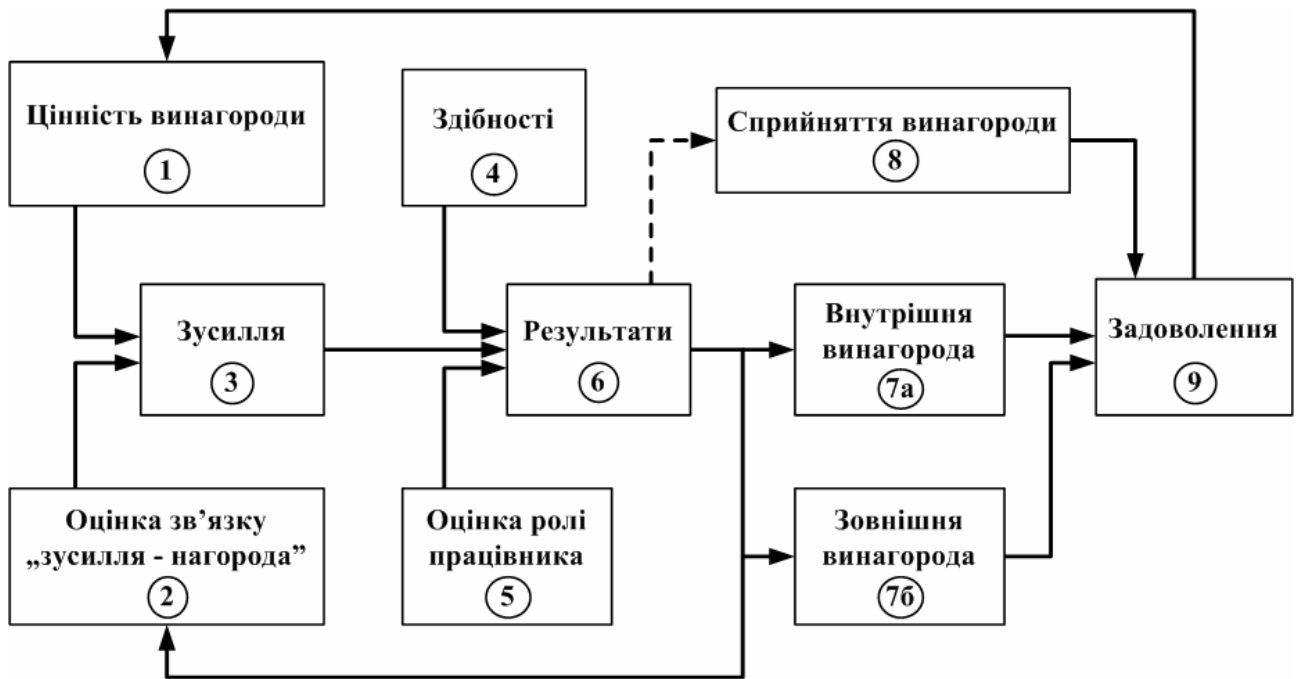 Цінність винагороди
1
Здібності
4
Сприйняття винагороди
8
Зусилля
3
Результати
6
Внутрішня
винагорода
7а
Задоволення
9
Оцінка зв’язку
„зусилля - нагорода”
2
Оцінка ролі
працівника
5
Зовнішня
винагорода
7б